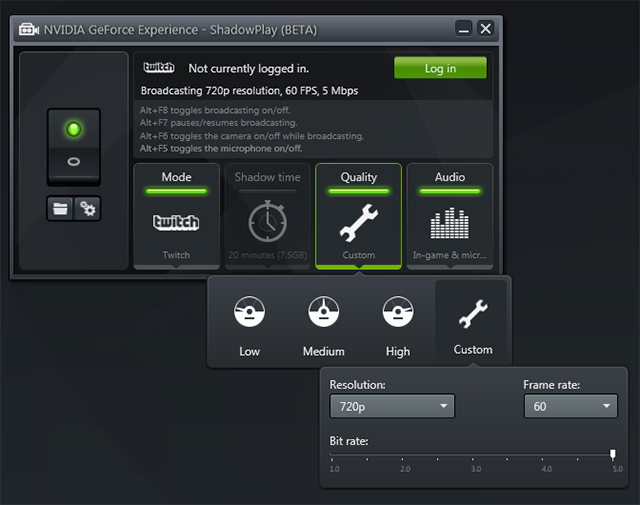 NVIDIA GeForce Experience - ShadowPlay (BETA)
twitch Not currently logged in. Log in
Broadcasting 720p resolution, 60 FPS, 5 Mbps
Alt+F8 toggles broadcasting on/off.
Alt+F7 pauses/resumes broadcasting.
Alt+F6 toggles the camera on/off while broadcasting.
Alt+F5 toggles the microphone on/off.
Mode Shadow time Quality Audio
twitch
Twitch 20 minutes (7.5GB) Custom In-game & micr...
Low Medium High Custom
Resolution: Frame rate:
720p 60
Bit rate:
1.0 2.0 3.0 4.0 5.0